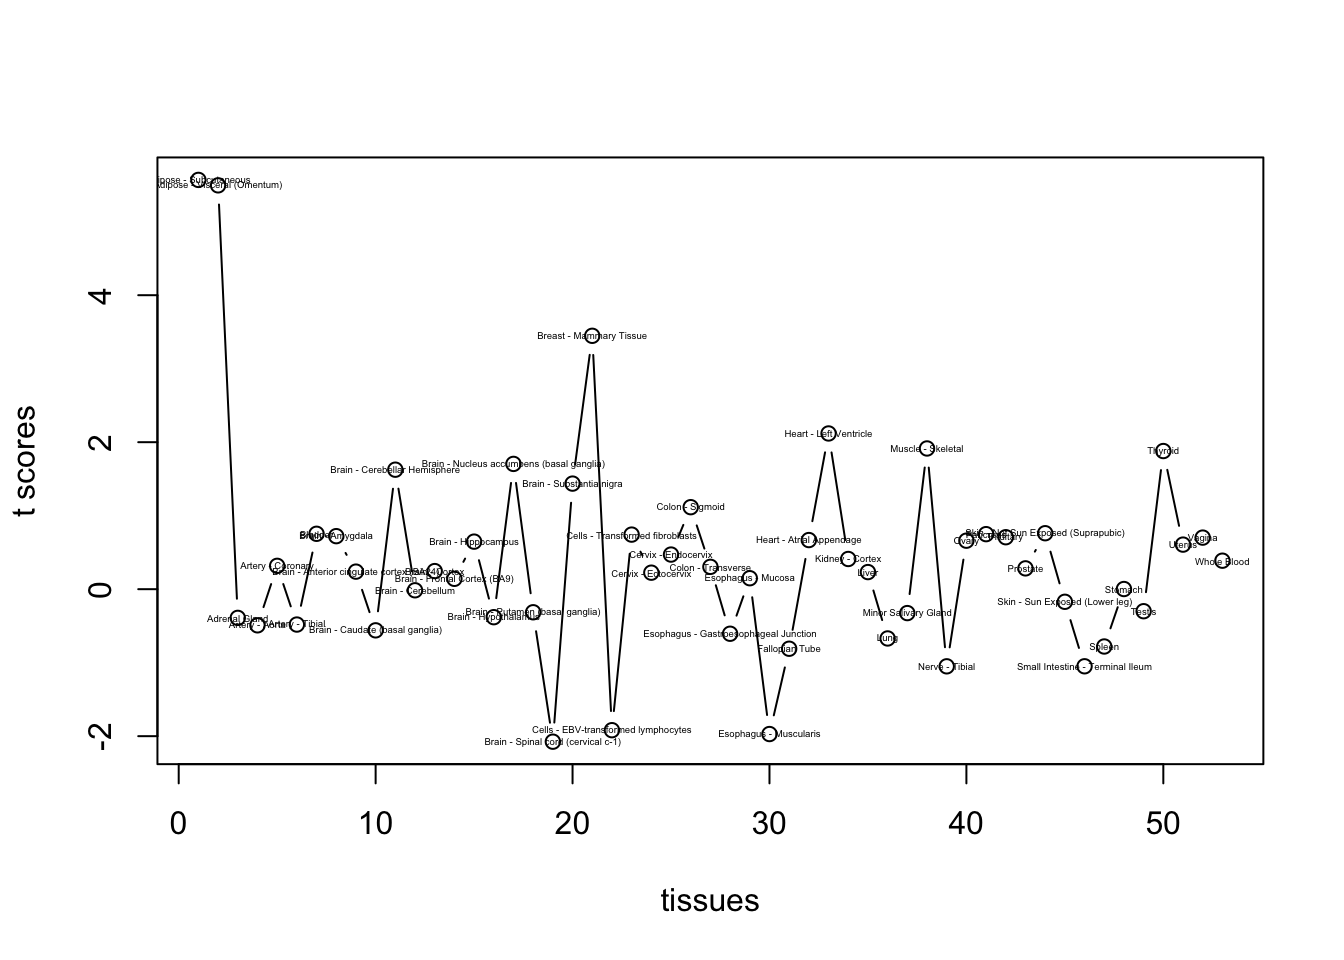 t scores
4
2
0
-2
Adipose - Visceral (Omentum)
Adrenal Gland
Artery - Coronary
Artery - Tibial
Brain - Amygdala
Brain - Anterior cingulate cortex
Brain - Caudate (basal ganglia)
Brain - Cerebellar Hemisphere
Brain - Cerebellum
Brain - Frontal Cortex (BA9)
Brain - Hippocampus
Brain - Hypothalamus
Brain - Nucleus accumbens (basal ganglia)
Brain - Putamen (basal ganglia)
Brain - Spinal cord (cervical c-1)
Brain - Substantia nigra
Breast - Mammary Tissue
Cells - EBV-transformed lymphocytes
Cells - Transformed fibroblasts
Cervix - Ectocervix
Cervix - Endocervix
Colon - Sigmoid
Colon - Transverse
Esophagus - Gastroesophageal Junction
Esophagus - Mucosa
Esophagus - Muscularis
Fallopian Tube
Heart - Atrial Appendage
Heart - Left Ventricle
Kidney - Cortex
Liver
Lung
Minor Salivary Gland
Muscle - Skeletal
Nerve - Tibial
Ovary
Prostate
Skin - Not Sun Exposed (Suprapubic)
Skin - Sun Exposed (Lower leg)
Small Intestine - Terminal Ileum
Spleen
Stomach
Testis
Thyroid
Uterus
Vagina
Whole Blood
0 10 20 30 40 50
tissues